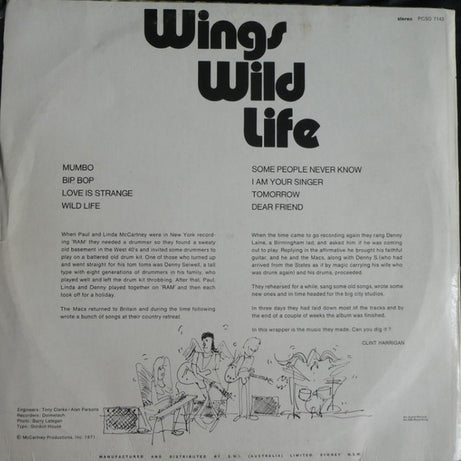 stereo PCSO 7142
Wings
Wild
Life
MUMBO
BIP BOP
LOVE IS STRANGE
WILD LIFE
SOME PEOPLE NEVER KNOW
I AM YOUR SINGER
TOMORROW
DEAR FRIEND
When Paul and Linda McCartney were in New York record-
ing 'RAM' they needed a drummer so they found a sweaty
old basement in the West 40's and invited some drummers to
play on a battered old drum kit. One of those who turned up
and went straight for his tom toms was Denny Seiwell, a tall
type with eight generations of drummers in his family, who
played well and left the drum kit throbbing. After that, Paul,
Linda and Denny played together on 'RAM' and then each
took off for a holiday.
The Macs returned to Britain and during the time following
wrote a bunch of songs at their country retreat.
When the time came to go recording again they rang Denny
Laine, a Birmingham lad, and asked him if he was coming
out to play. Replying in the affirmative he, brought his faithful
guitar, and he and the Macs, along with Denny S.(who had
arrived from the States as if by magic carrying his wife who
was drunk again) and his drums, proceeded.
They rehearsed for a while, sang some old songs, wrote some
new ones and in time headed for the big city studios.
In three days they had laid down most of the tracks and by
the end of a couple of weeks the album was finished.
In this wrapper is the music they made. Can you dig it ?
CLINT HARRIGAN
Engineers: Tony Clarke • Alan Parsons
Recorders: Dolmetsch
Photo: Barry Lategan
Type: Gordon House
© McCartney Productions, Inc. 1971
MANUFACTURED AND DISTRIBUTED BY E.M.I. (AUSTRALIA) LIMITED, SYDNEY N.S.W.